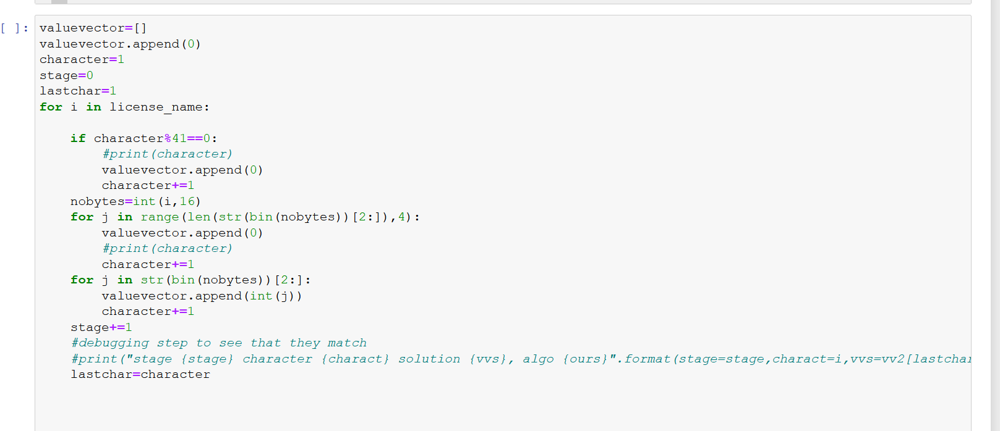 [ ]: valuevector=[]
valuevector.append(0)
character=1
stage=0
lastchar=1
for i in license_name:
    if character%41==0:
        #print(character)
        valuevector.append(0)
        character+=1
    nobytes=int(i,16)
    for j in range(len(str(bin(nobytes))[2:]),4):
        valuevector.append(0)
        #print(character)
        character+=1
    for j in str(bin(nobytes))[2:]:
        valuevector.append(int(j))
        character+=1
    stage+=1
    #debugging step to see that they match
    #print("stage {stage} character {charact} solution {vvs}, algo {ours}".format(stage=stage,charact=i,vvs=vv2[lastchar
    lastchar=character